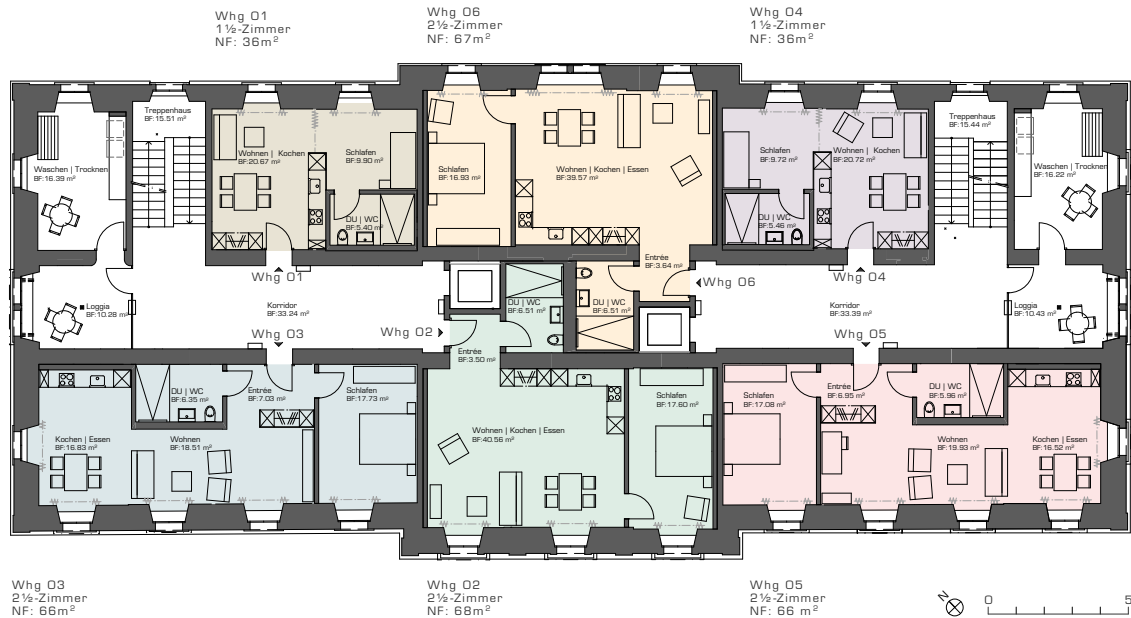 Whg 01
1½-Zimmer
NF: 36m²
Whg 06
2½-Zimmer
NF: 67m²
Whg 04
1½-Zimmer
NF: 36m²
Treppenhaus
BF:15.51 m²
Waschen | Trocknen
BF:16.39 m²
Wohnen | Kochen
BF:20.67 m²
Schlafen
BF:9.90 m²
DU | WC
BF:5.40 m²
Schlafen
BF:16.93 m²
Wohnen | Kochen | Essen
BF:39.57 m²
Entrée
BF:3.64 m²
Schlafen
BF:9.72 m²
Wohnen | Kochen
BF:20.72 m²
DU | WC
BF:5.46 m²
Treppenhaus
BF:15.44 m²
Waschen | Trocknen
BF:16.22 m²
Loggia
BF:10.28 m²
Whg 01
Korridor
BF:33.24 m²
Whg 03
Whg 02
DU | WC
BF:6.51 m²
DU | WC
BF:6.51 m²
Whg 06
Whg 04
Korridor
BF:33.39 m²
Whg 05
Loggia
BF:10.43 m²
Entrée
BF:3.50 m²
DU | WC
BF:6.35 m²
Entrée
BF:7.03 m²
Schlafen
BF:17.73 m²
Kochen | Essen
BF:16.83 m²
Wohnen
BF:18.51 m²
Wohnen | Kochen | Essen
BF:40.56 m²
Schlafen
BF:17.60 m²
Schlafen
BF:17.08 m²
Entrée
BF:6.95 m²
DU | WC
BF:5.96 m²
Wohnen
BF:19.93 m²
Kochen | Essen
BF:16.52 m²
Whg 03
2½-Zimmer
NF: 66m²
Whg 02
2½-Zimmer
NF: 68m²
Whg 05
2½-Zimmer
NF: 66 m²
N
0
5